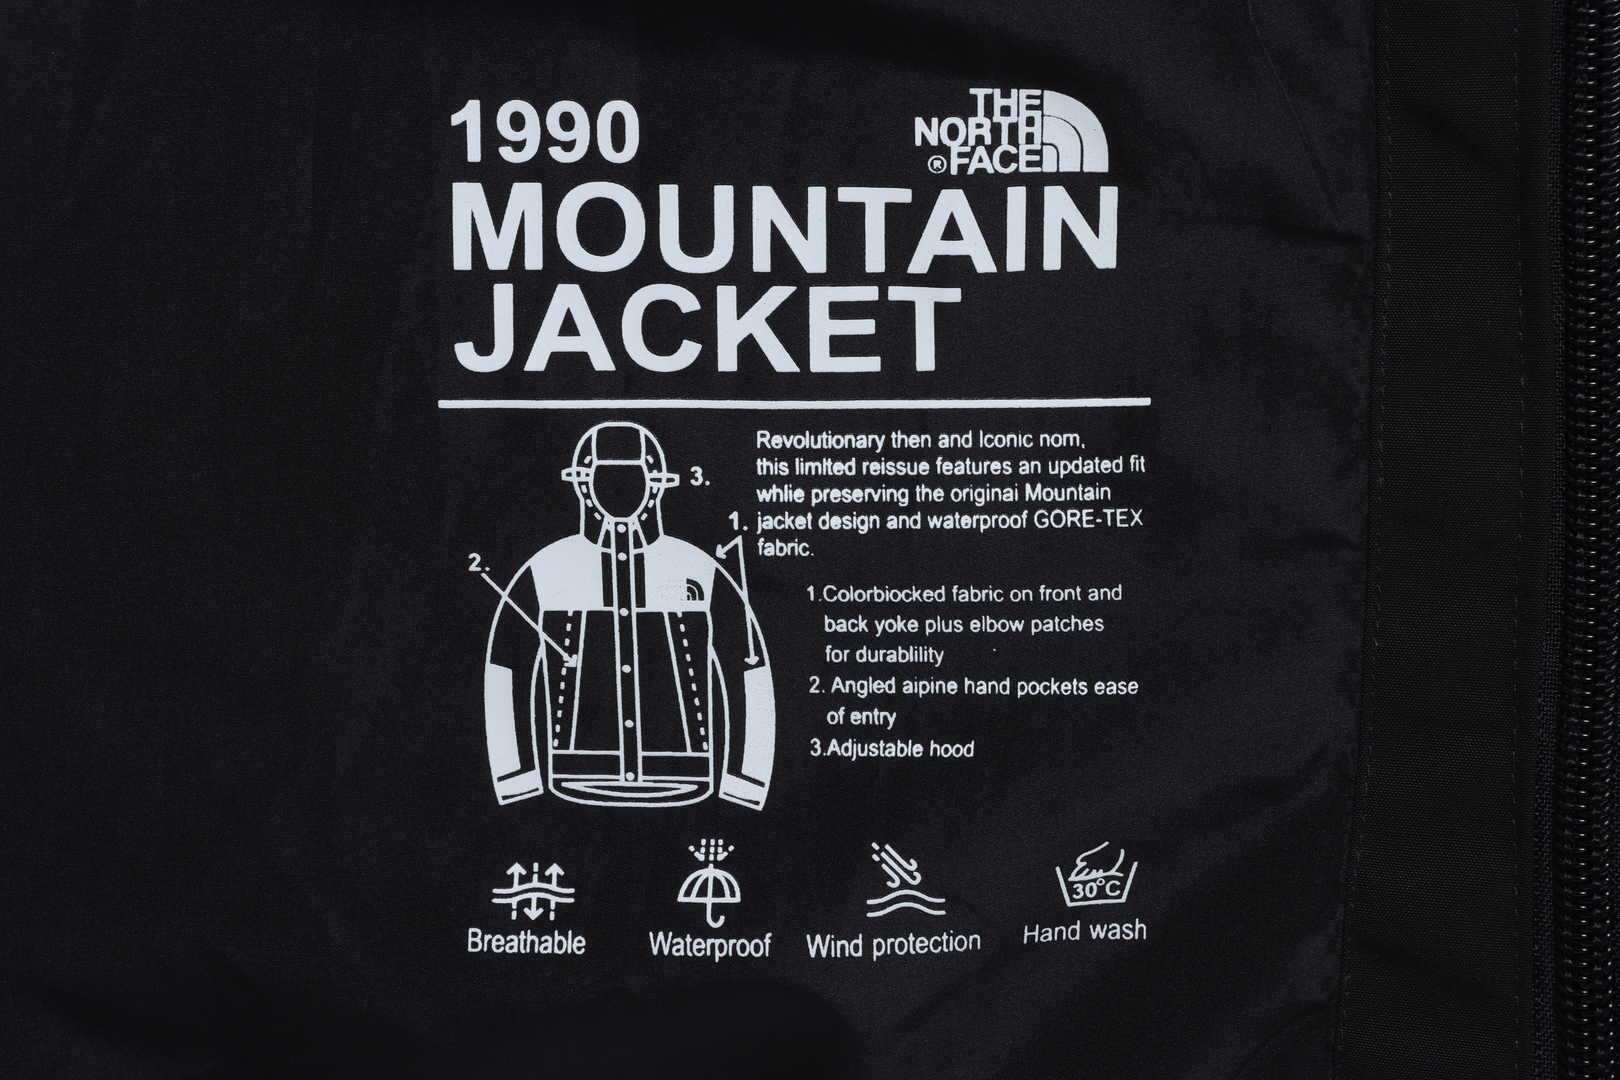 1990
THE
NORTH
® FACE
MOUNTAIN
JACKET
Revolutionary then and Iconic nom,
this limlted reissue features an updated fit
whlie preserving the originai Mountain
jacket design and waterproof GORE-TEX
fabric.
3.
1.
2.
1.Colorbiocked fabric on front and
back yoke plus elbow patches
for durablility
2. Angled aipine hand pockets ease
of entry
3.Adjustable hood
30°C
Breathable
Waterproof
Wind protection
Hand wash